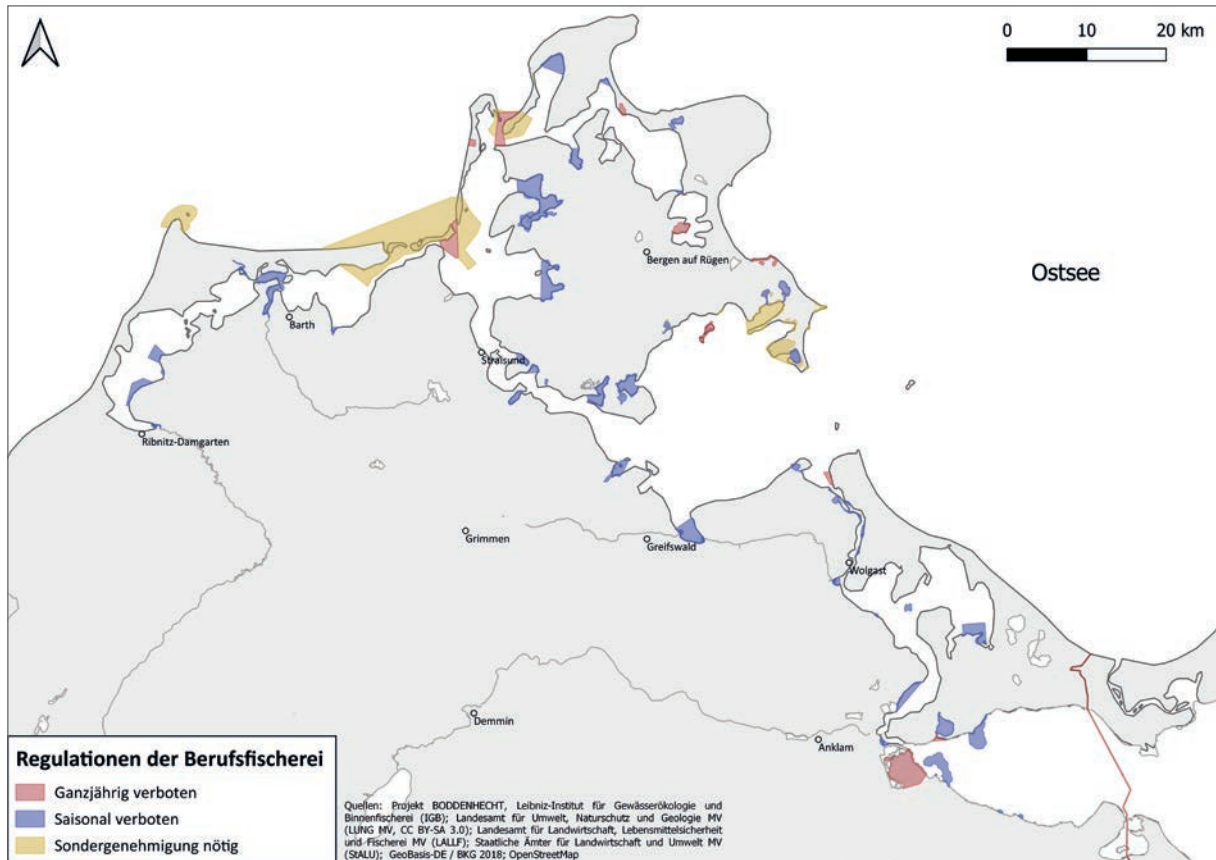 0 10 20 km
Bergen auf Rügen
Ostsee
Barth
Stralsund
Ribnitz-Damgarten
Grimmen
Greifswald
Wolgast
Demmin
Anklam
Regulationen der Berufsfischerei
Ganzjährig verboten
Saisonal verboten
Sondergenehmigung nötig
Quellen: Projekt BODDENHECHT, Leibniz-Institut für Gewässerökologie und
Binnenfischerei (IGB); Landesamt für Umwelt, Naturschutz und Geologie MV
(LUNG MV, CC BY-SA 3.0); Landesamt für Landwirtschaft, Lebensmittelsicherheit
und Fischerei MV (LALLF); Staatliche Ämter für Landwirtschaft und Umwelt MV
(StALU); GeoBasis-DE / BKG 2018; OpenStreetMap